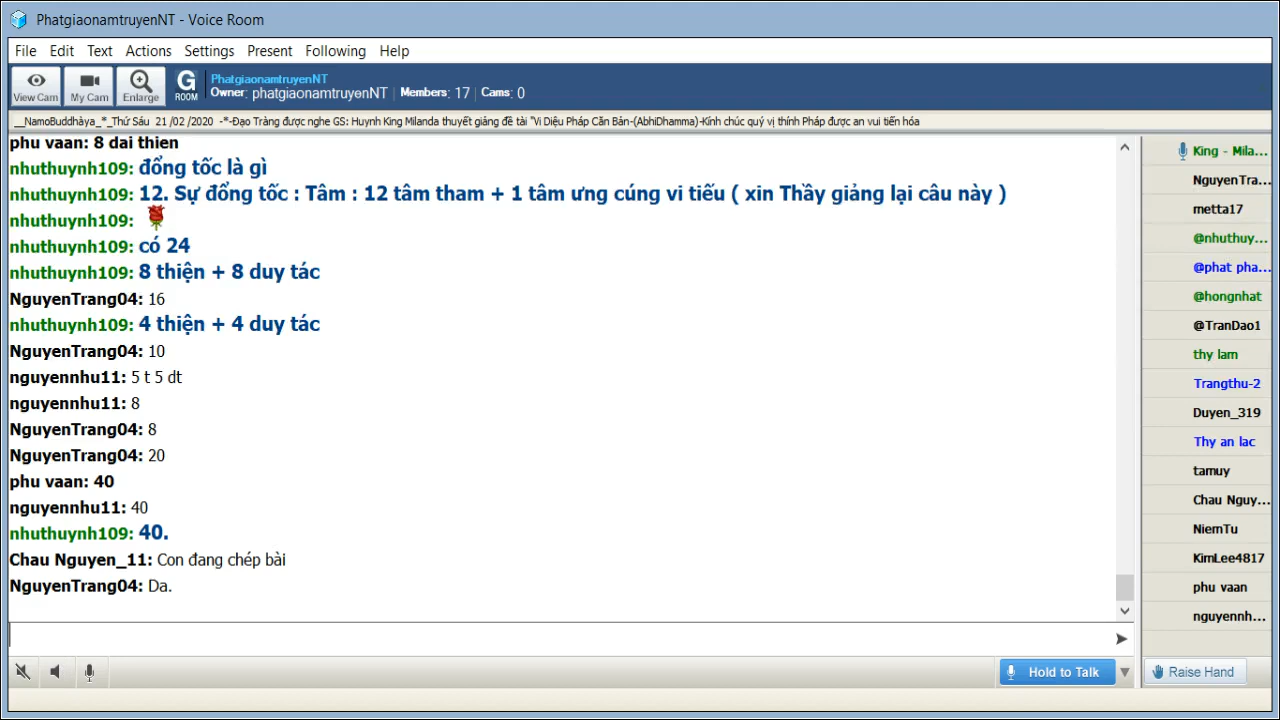 PhatgiaonamtruyenNT - Voice Room
File Edit Text Actions Settings Present Following Help
View Cam My Cam Enlarge G ROOM
PhatgiaonamtruyenNT
Owner: phatgiaonamtruyenNT Members: 17 Cams: 0
__NamoBuddhàya_*_Thứ Sáu 21 /02 /2020 -*-Đạo Tràng được nghe GS: Huynh King Milanda thuyết giảng đề tài "Vi Diệu Pháp Căn Bản-(AbhiDhamma)-Kính chúc quý vị thính Pháp được an vui tiến hóa
phu vaan: 8 dai thien
nhuthuynh109: đổng tốc là gì
nhuthuynh109: 12. Sự đổng tốc : Tâm : 12 tâm tham + 1 tâm ưng cúng vi tiếu ( xin Thầy giảng lại câu này )
nhuthuynh109:
nhuthuynh109: có 24
nhuthuynh109: 8 thiện + 8 duy tác
NguyenTrang04: 16
nhuthuynh109: 4 thiện + 4 duy tác
NguyenTrang04: 10
nguyennhu11: 5 t 5 dt
nguyennhu11: 8
NguyenTrang04: 8
NguyenTrang04: 20
phu vaan: 40
nguyennhu11: 40
nhuthuynh109: 40.
Chau Nguyen_11: Con đang chép bài
NguyenTrang04: Da.
King - Mila...
NguyenTra...
metta17
@nhuthuy...
@phat pha...
@hongnhat
@TranDao1
thy lam
Trangthu-2
Duyen_319
Thy an lac
tamuy
Chau Nguy...
NiemTu
KimLee4817
phu vaan
nguyennh...
Hold to Talk
Raise Hand